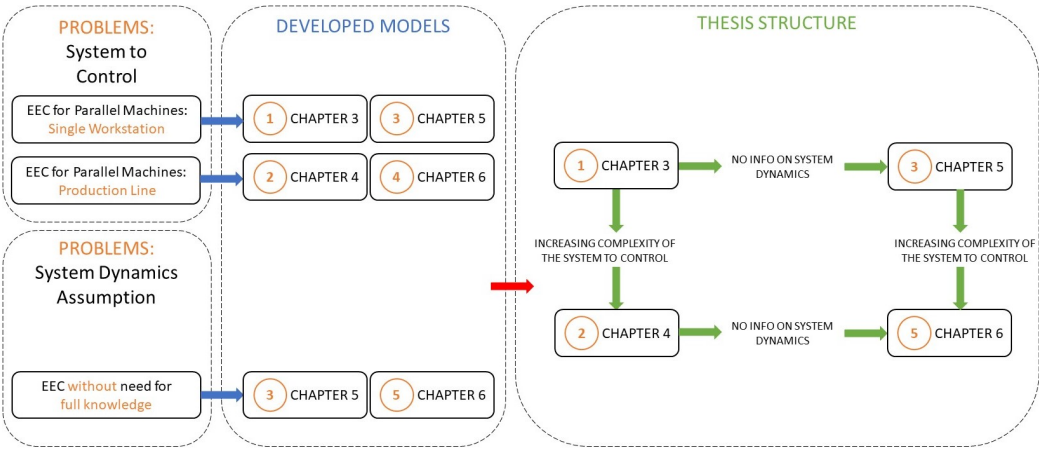 PROBLEMS:
System to
Control
EEC for Parallel Machines:
Single Workstation
EEC for Parallel Machines:
Production Line
PROBLEMS:
System Dynamics
Assumption
EEC without need for
full knowledge
DEVELOPED MODELS
1 CHAPTER 3
3 CHAPTER 5
2 CHAPTER 4
4 CHAPTER 6
3 CHAPTER 5
5 CHAPTER 6
THESIS STRUCTURE
1 CHAPTER 3
NO INFO ON SYSTEM
DYNAMICS
3 CHAPTER 5
INCREASING COMPLEXITY OF
THE SYSTEM TO CONTROL
INCREASING COMPLEXITY OF
THE SYSTEM TO CONTROL
2 CHAPTER 4
NO INFO ON SYSTEM
DYNAMICS
5 CHAPTER 6